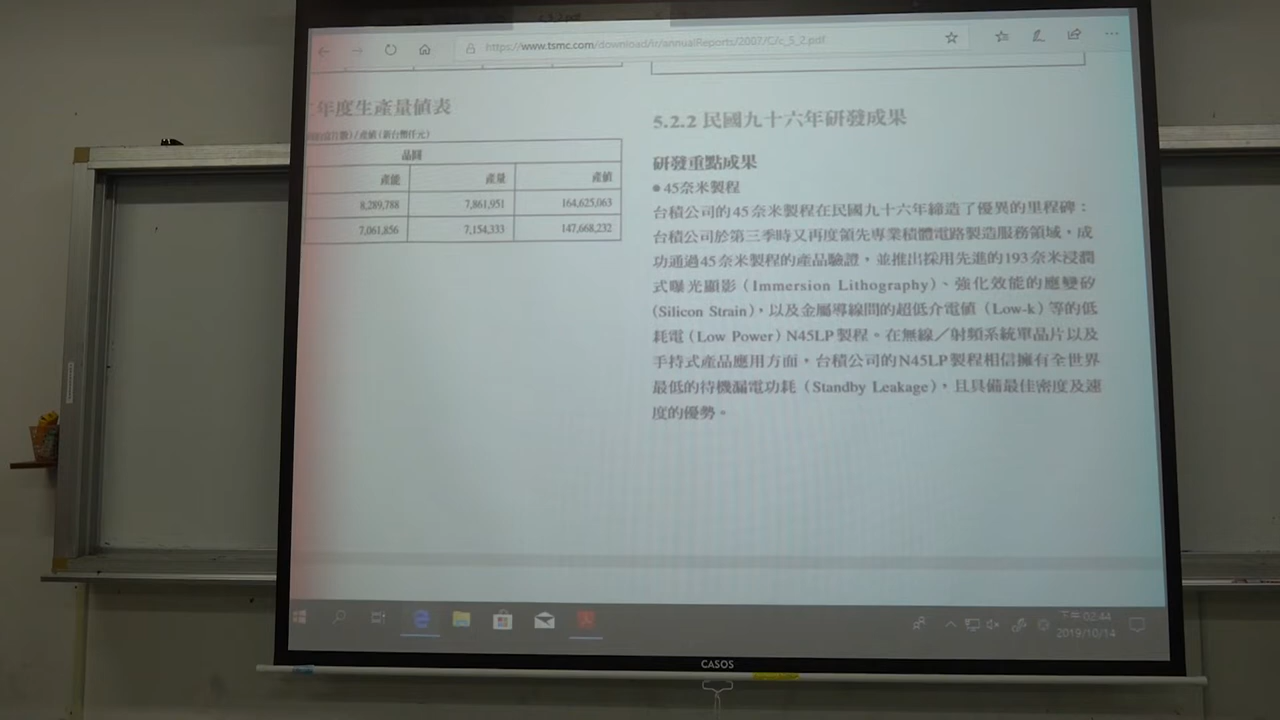 https://www.tsmc.com/download/ir/annualReports/2007/C/c_5_2.pdf
年度生產量值表
/產值(新台幣仟元)
晶圓
產能 產量 產值
8,289,788 7,861,951 164,625,063
7,061,856 7,154,333 147,668,232
5.2.2 民國九十六年研發成果
研發重點成果
● 45奈米製程
台積公司的45奈米製程在民國九十六年締造了優異的里程碑：
台積公司於第三季時又再度領先專業積體電路製造服務領域，成
功通過45奈米製程的產品驗證，並推出採用先進的193奈米浸潤
式曝光顯影（Immersion Lithography）、強化效能的應變矽
(Silicon Strain)，以及金屬導線間的超低介電值（Low-k）等的低
耗電（Low Power）N45LP製程。在無線／射頻系統單晶片以及
手持式產品應用方面，台積公司的N45LP製程相信擁有全世界
最低的待機漏電功耗（Standby Leakage），且具備最佳密度及速
度的優勢。
下午 02:44
2019/10/14
CASOS